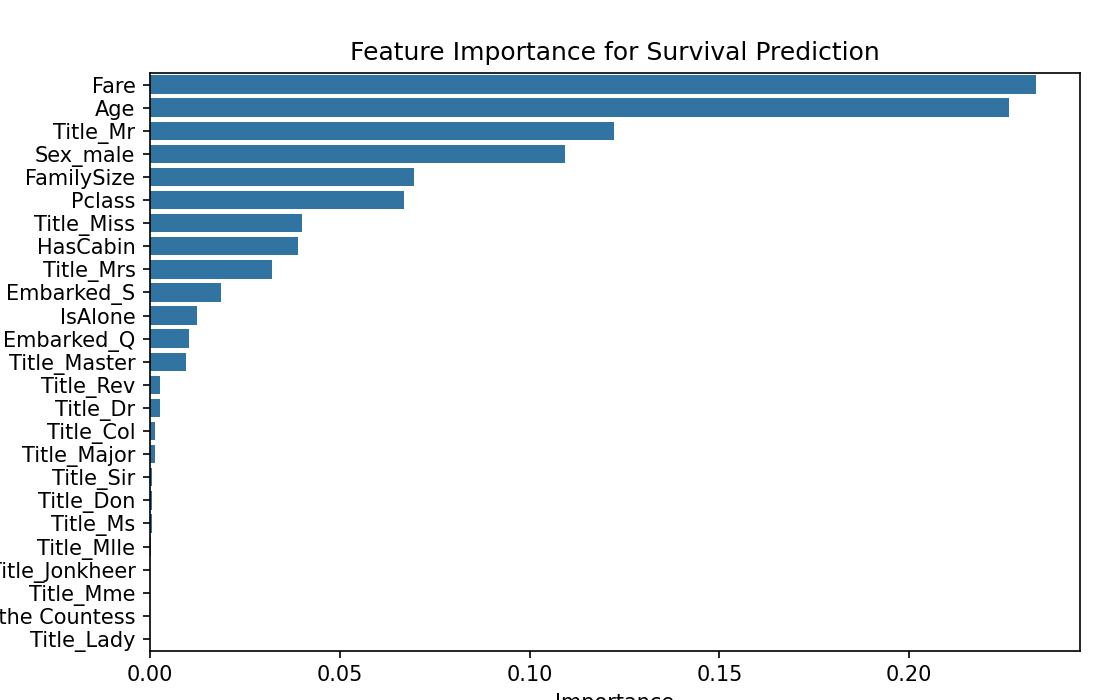 Feature Importance for Survival Prediction
Fare
Age
Title_Mr
Sex_male
FamilySize
Pclass
Title_Miss
HasCabin
Title_Mrs
Embarked_S
IsAlone
Embarked_Q
Title_Master
Title_Rev
Title_Dr
Title_Col
Title_Major
Title_Sir
Title_Don
Title_Ms
Title_Mlle
Title_Jonkheer
Title_Mme
the Countess
Title_Lady
0.00 0.05 0.10 0.15 0.20
Importance